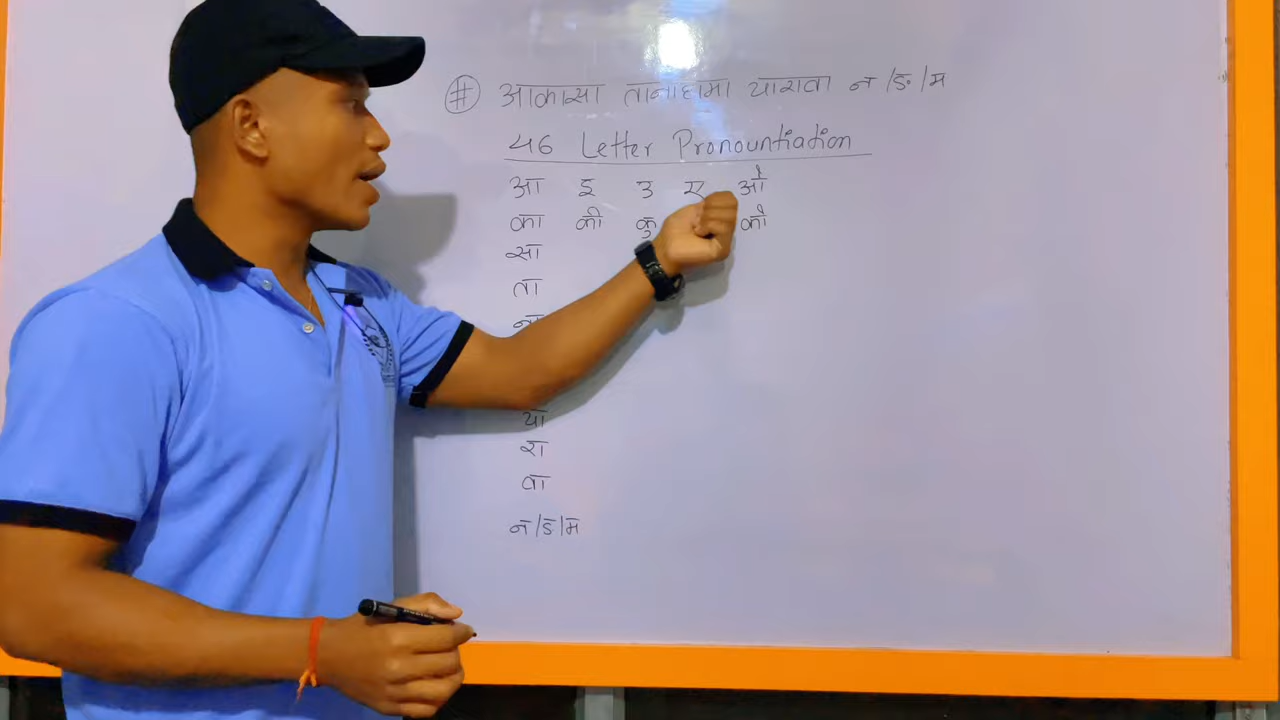 # आकासा तानाहामा यारावा न/ङ/म
46 Letter Pronountiation
आ इ उ ए ओ
का की कु को
सा
ता
ना
या
रा
वा
न/ङ/म